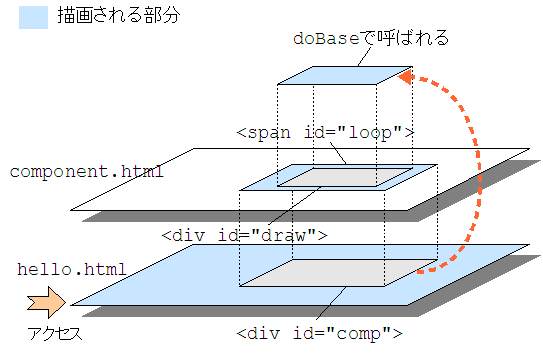 描画される部分
doBaseで呼ばれる
<span id="loop">
component.html
<div id="draw">
hello.html
アクセス
<div id="comp">